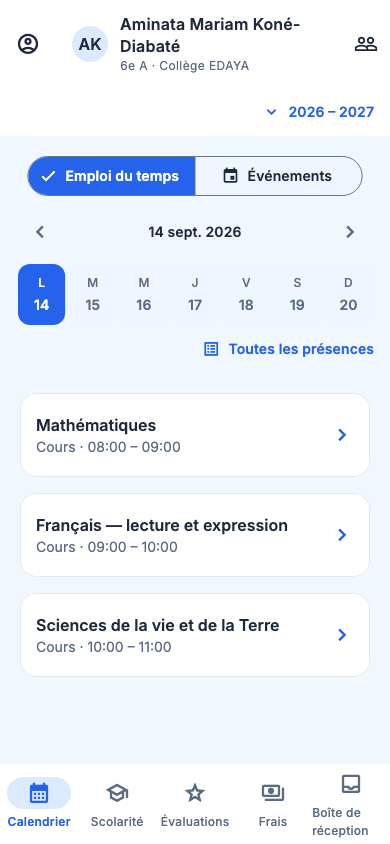 AK
Aminata Mariam Koné-
Diabaté
6e A · Collège EDAYA
2026 – 2027
Emploi du temps
Événements
14 sept. 2026
L M M J V S D
14 15 16 17 18 19 20
Toutes les présences
Mathématiques
Cours · 08:00 – 09:00
Français — lecture et expression
Cours · 09:00 – 10:00
Sciences de la vie et de la Terre
Cours · 10:00 – 11:00
Calendrier
Scolarité
Évaluations
Frais
Boîte de
réception